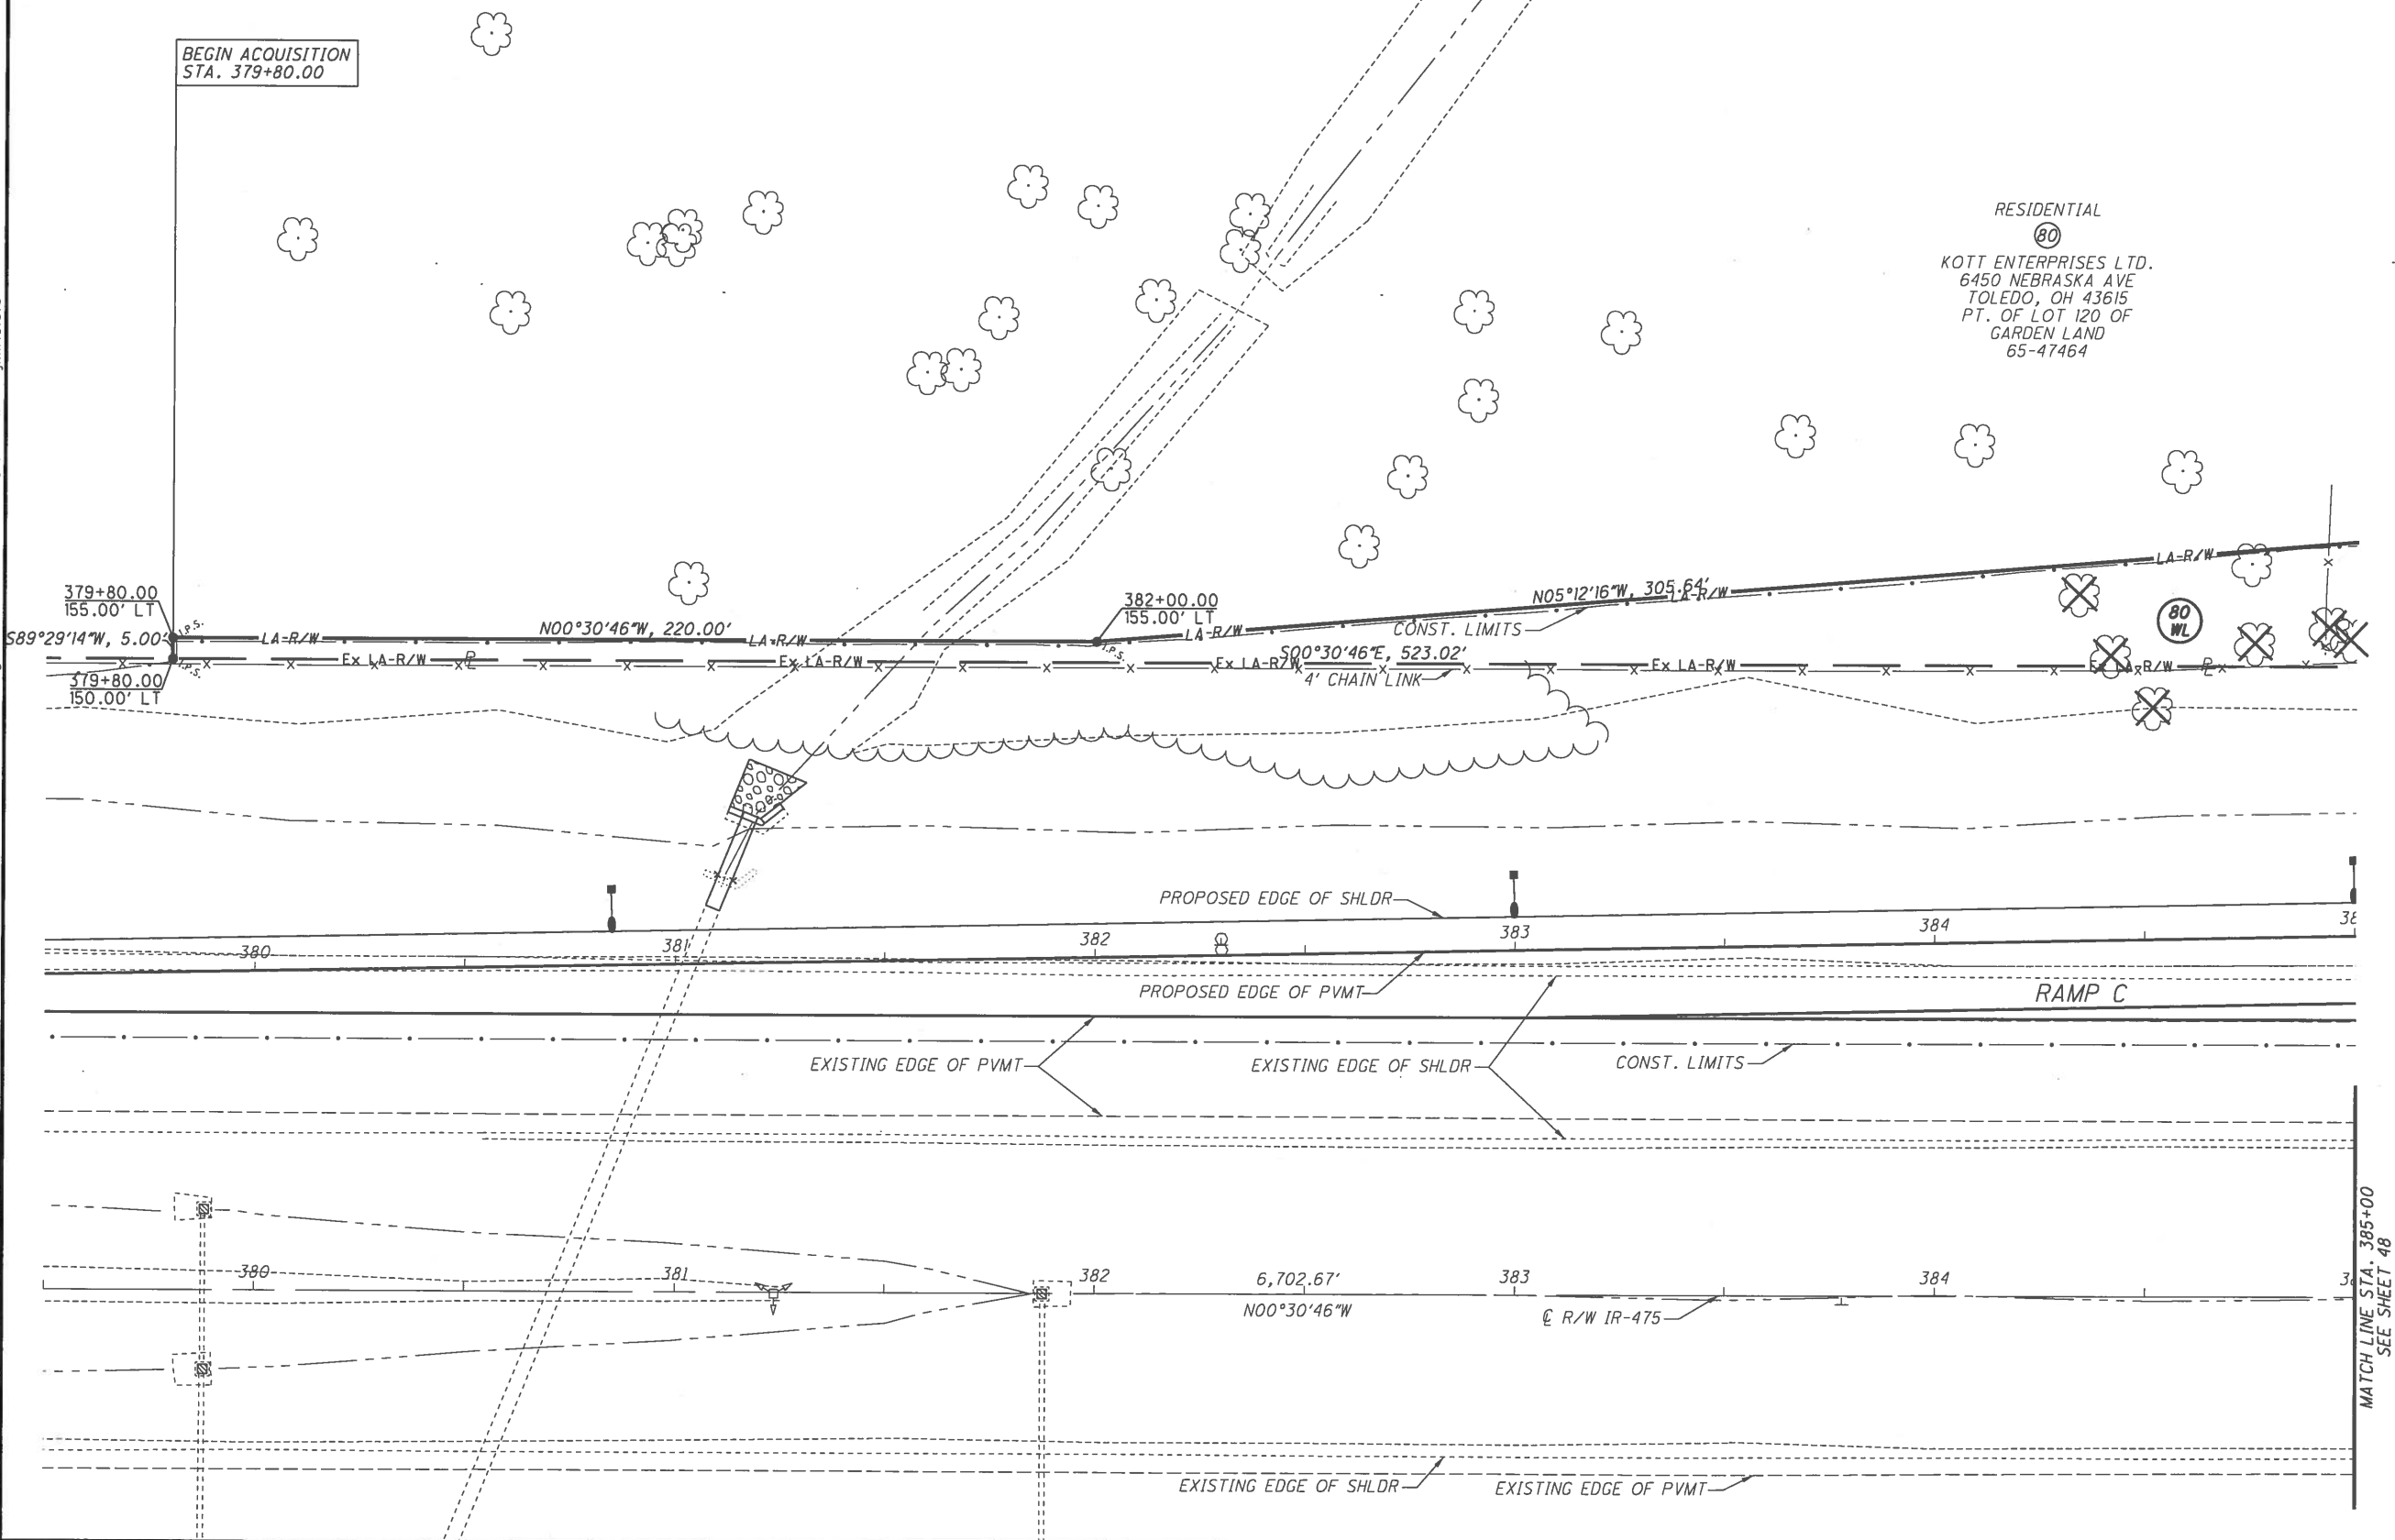 BEGIN ACQUISITION
STA. 379+80.00
RESIDENTIAL
80
KOTT ENTERPRISES LTD.
6450 NEBRASKA AVE
TOLEDO, OH 43615
PT. OF LOT 120 OF
GARDEN LAND
65-47464
379+80.00
155.00' LT
S89°29'14"W, 5.00'
I.P.S.
LA-R/W
N00°30'46"W, 220.00'
LA-R/W
382+00.00
155.00' LT
I.P.S.
LA-R/W
N05°12'16"W, 305.64'
LA-R/W
LA-R/W
CONST. LIMITS
80
WL
379+80.00
150.00' LT
I.P.S.
Ex LA-R/W
PL
Ex LA-R/W
Ex LA-R/W
S00°30'46"E, 523.02'
4' CHAIN LINK
Ex LA-R/W
Ex LA-R/W
PL
PROPOSED EDGE OF SHLDR
380
381
382
383
384
38
PROPOSED EDGE OF PVMT
RAMP C
EXISTING EDGE OF PVMT
EXISTING EDGE OF SHLDR
CONST. LIMITS
380
381
382
6,702.67'
N00°30'46"W
383
384
℄ R/W IR-475
EXISTING EDGE OF SHLDR
EXISTING EDGE OF PVMT
MATCH LINE STA. 385+00
SEE SHEET 48